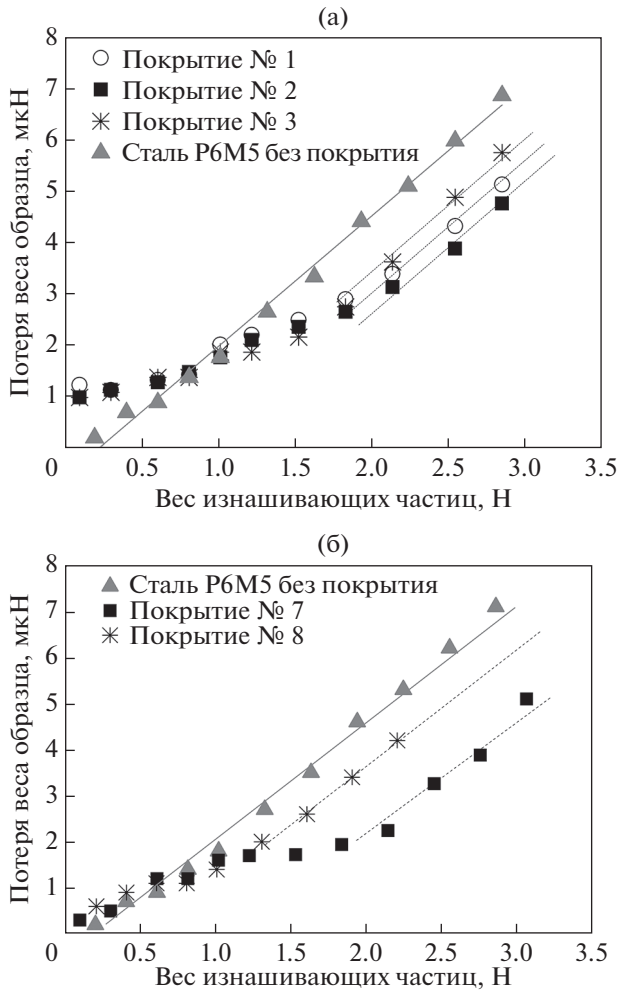 (а)
Потеря веса образца, мкН
8
7
6
5
4
3
2
1
0
Покрытие № 1
Покрытие № 2
Покрытие № 3
Сталь Р6М5 без покрытия
0.5 1.0 1.5 2.0 2.5 3.0 3.5
Вес изнашивающих частиц, Н
(б)
Потеря веса образца, мкН
8
7
6
5
4
3
2
1
0
Сталь Р6М5 без покрытия
Покрытие № 7
Покрытие № 8
0.5 1.0 1.5 2.0 2.5 3.0 3.5
Вес изнашивающих частиц, Н